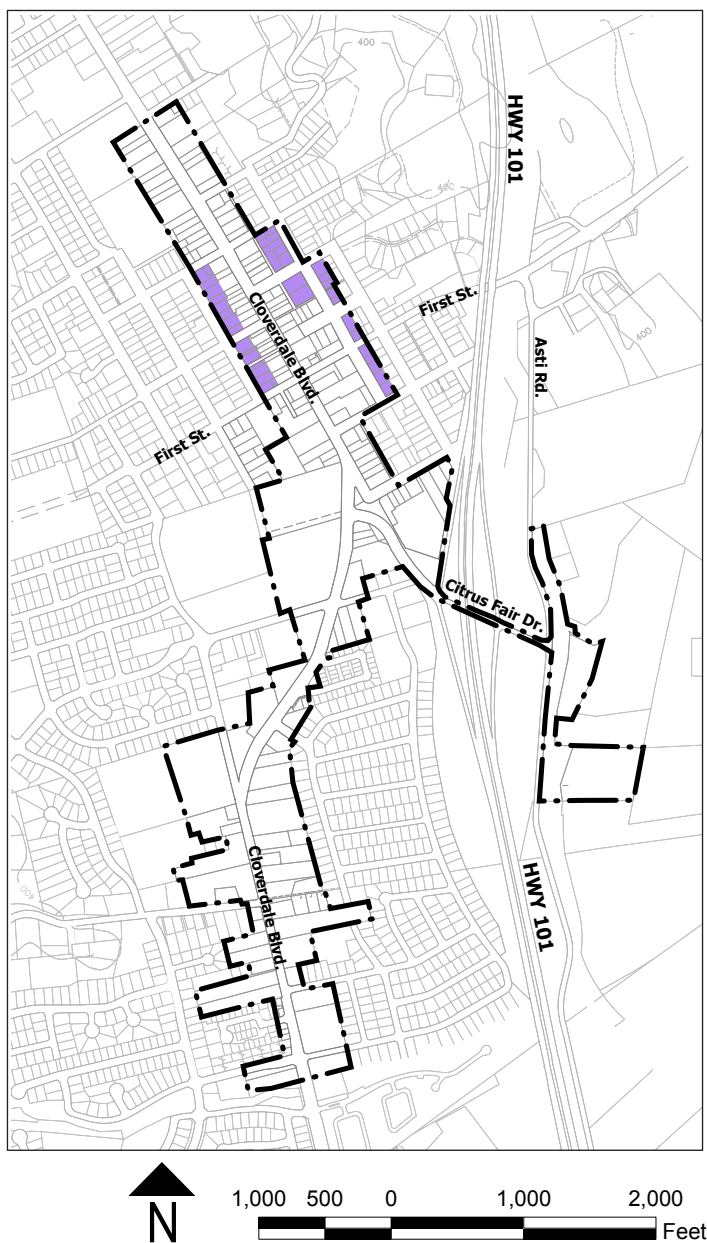 400
HWY 101
400
First St.
Cloverdale Blvd.
Asti Rd.
400
First St.
Citrus Fair Dr.
400
Cloverdale Blvd.
HWY 101
N
1,000 500 0 1,000 2,000
Feet